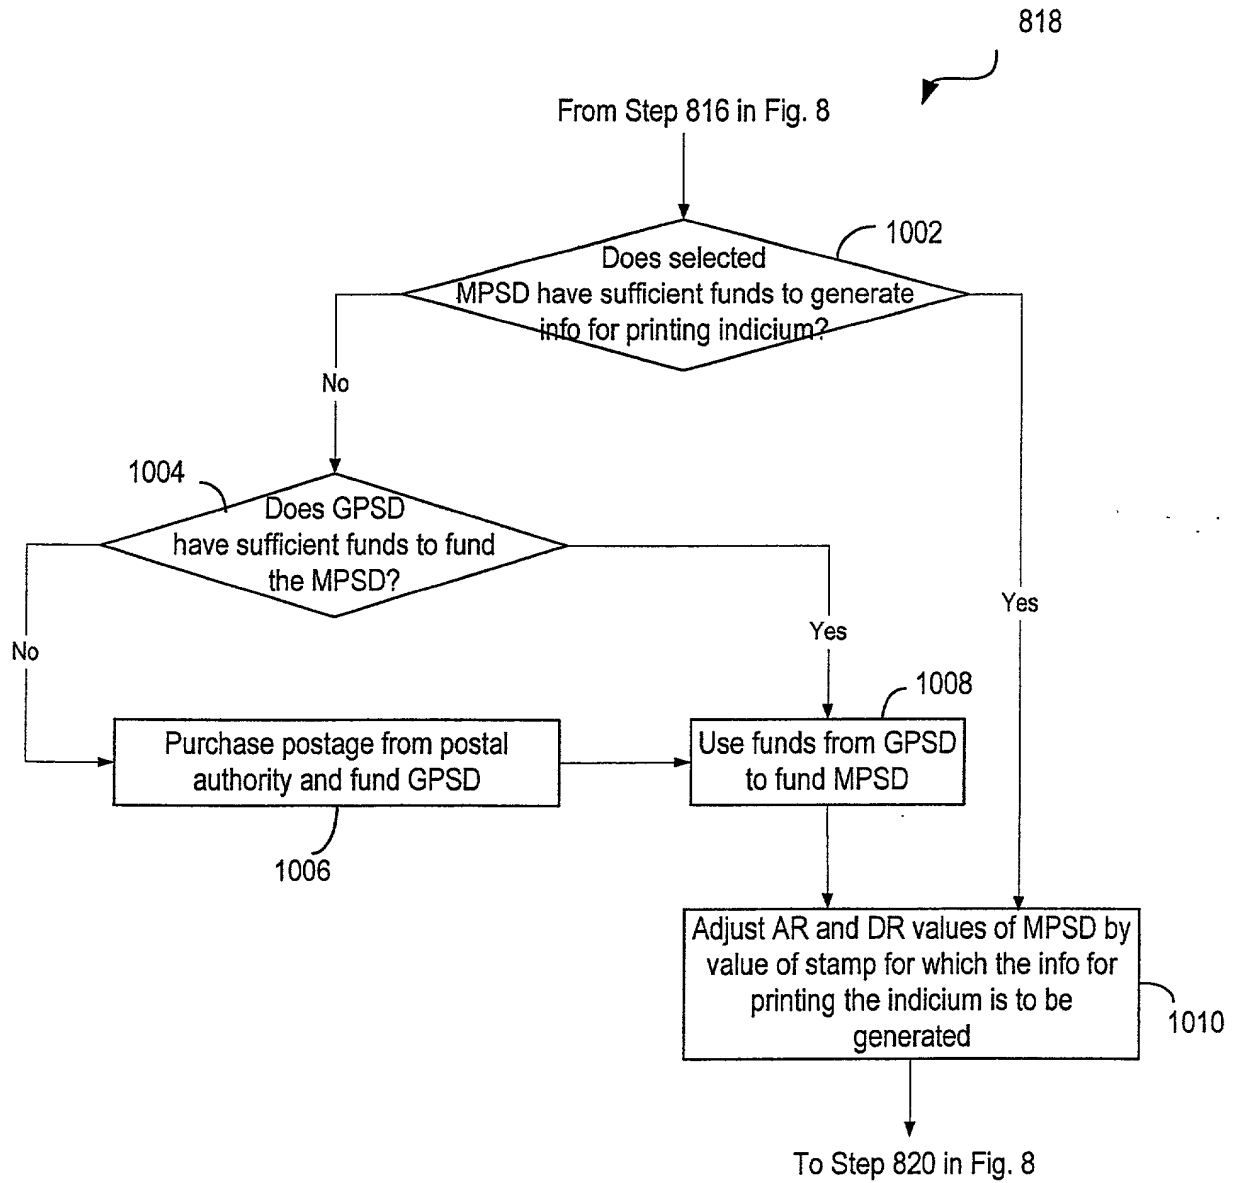 818
From Step 816 in Fig. 8
1002
Does selected
MPSD have sufficient funds to generate
info for printing indicium?
No
1004
Does GPSD
have sufficient funds to fund
the MPSD?
Yes
No
Yes
1008
Purchase postage from postal
authority and fund GPSD
Use funds from GPSD
to fund MPSD
1006
Adjust AR and DR values of MPSD by
value of stamp for which the info for
printing the indicium is to be
generated
1010
To Step 820 in Fig. 8